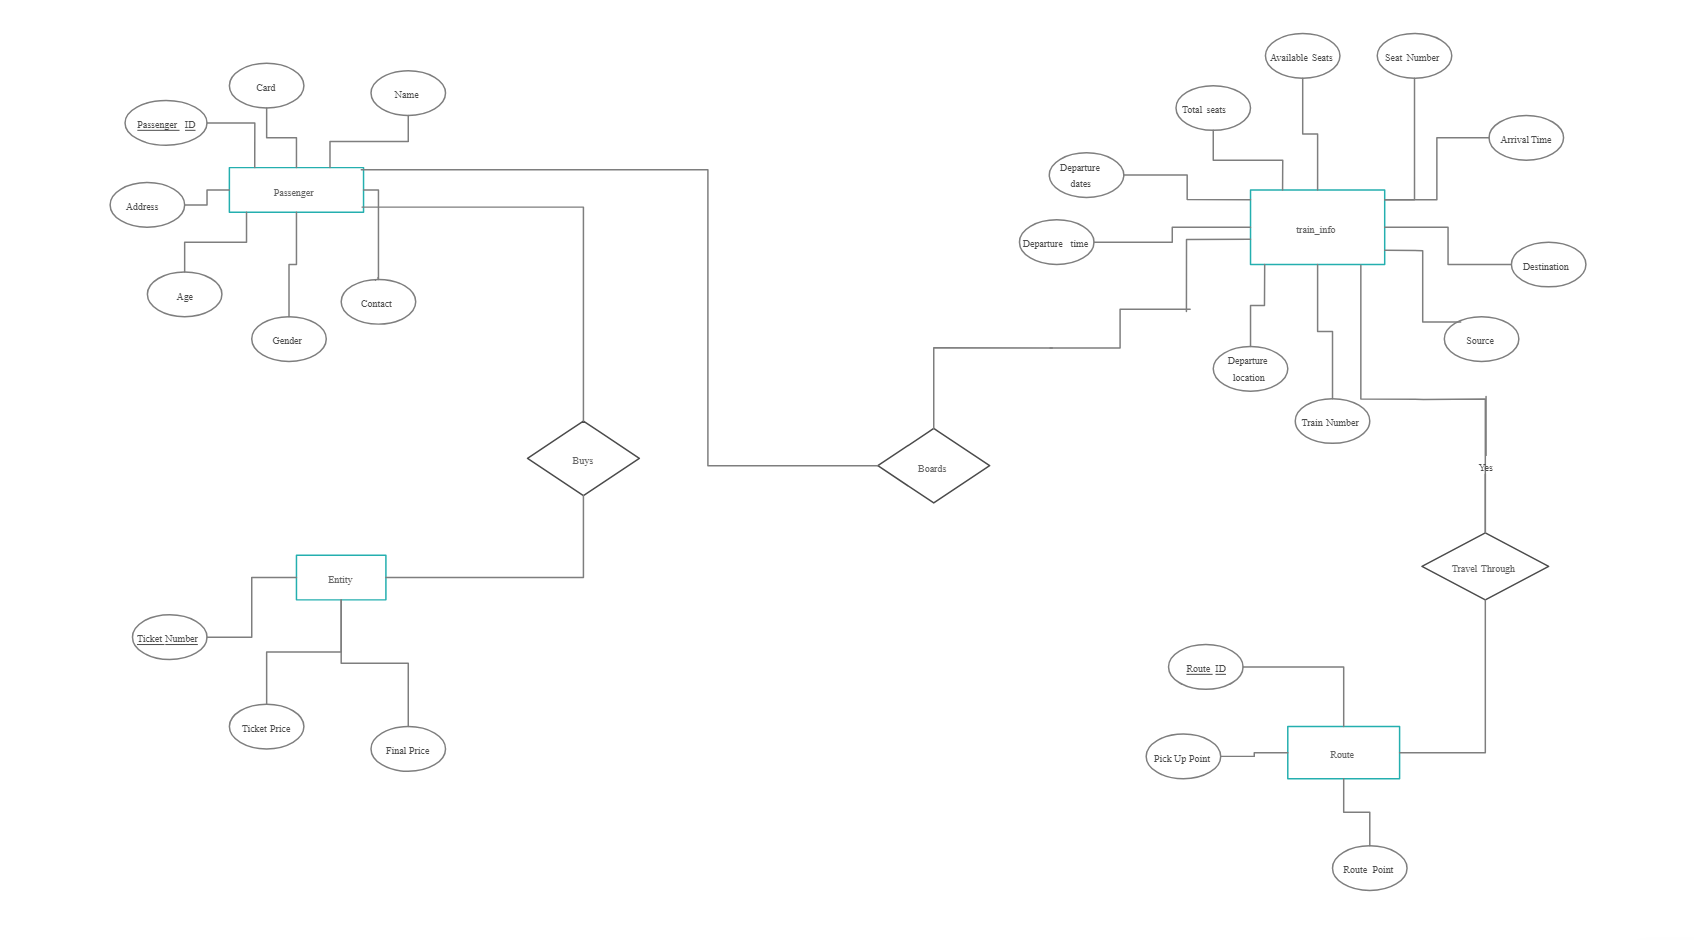 Available Seats
Seat Number
Card
Name
Total seats
Passenger ID
Arrival Time
Departure
dates
Passenger
Address
train_info
Departure time
Destination
Age
Contact
Gender
Source
Departure
location
Train Number
Buys
Boards
Yes
Travel Through
Entity
Ticket Number
Route ID
Ticket Price
Final Price
Route
Pick Up Point
Route Point